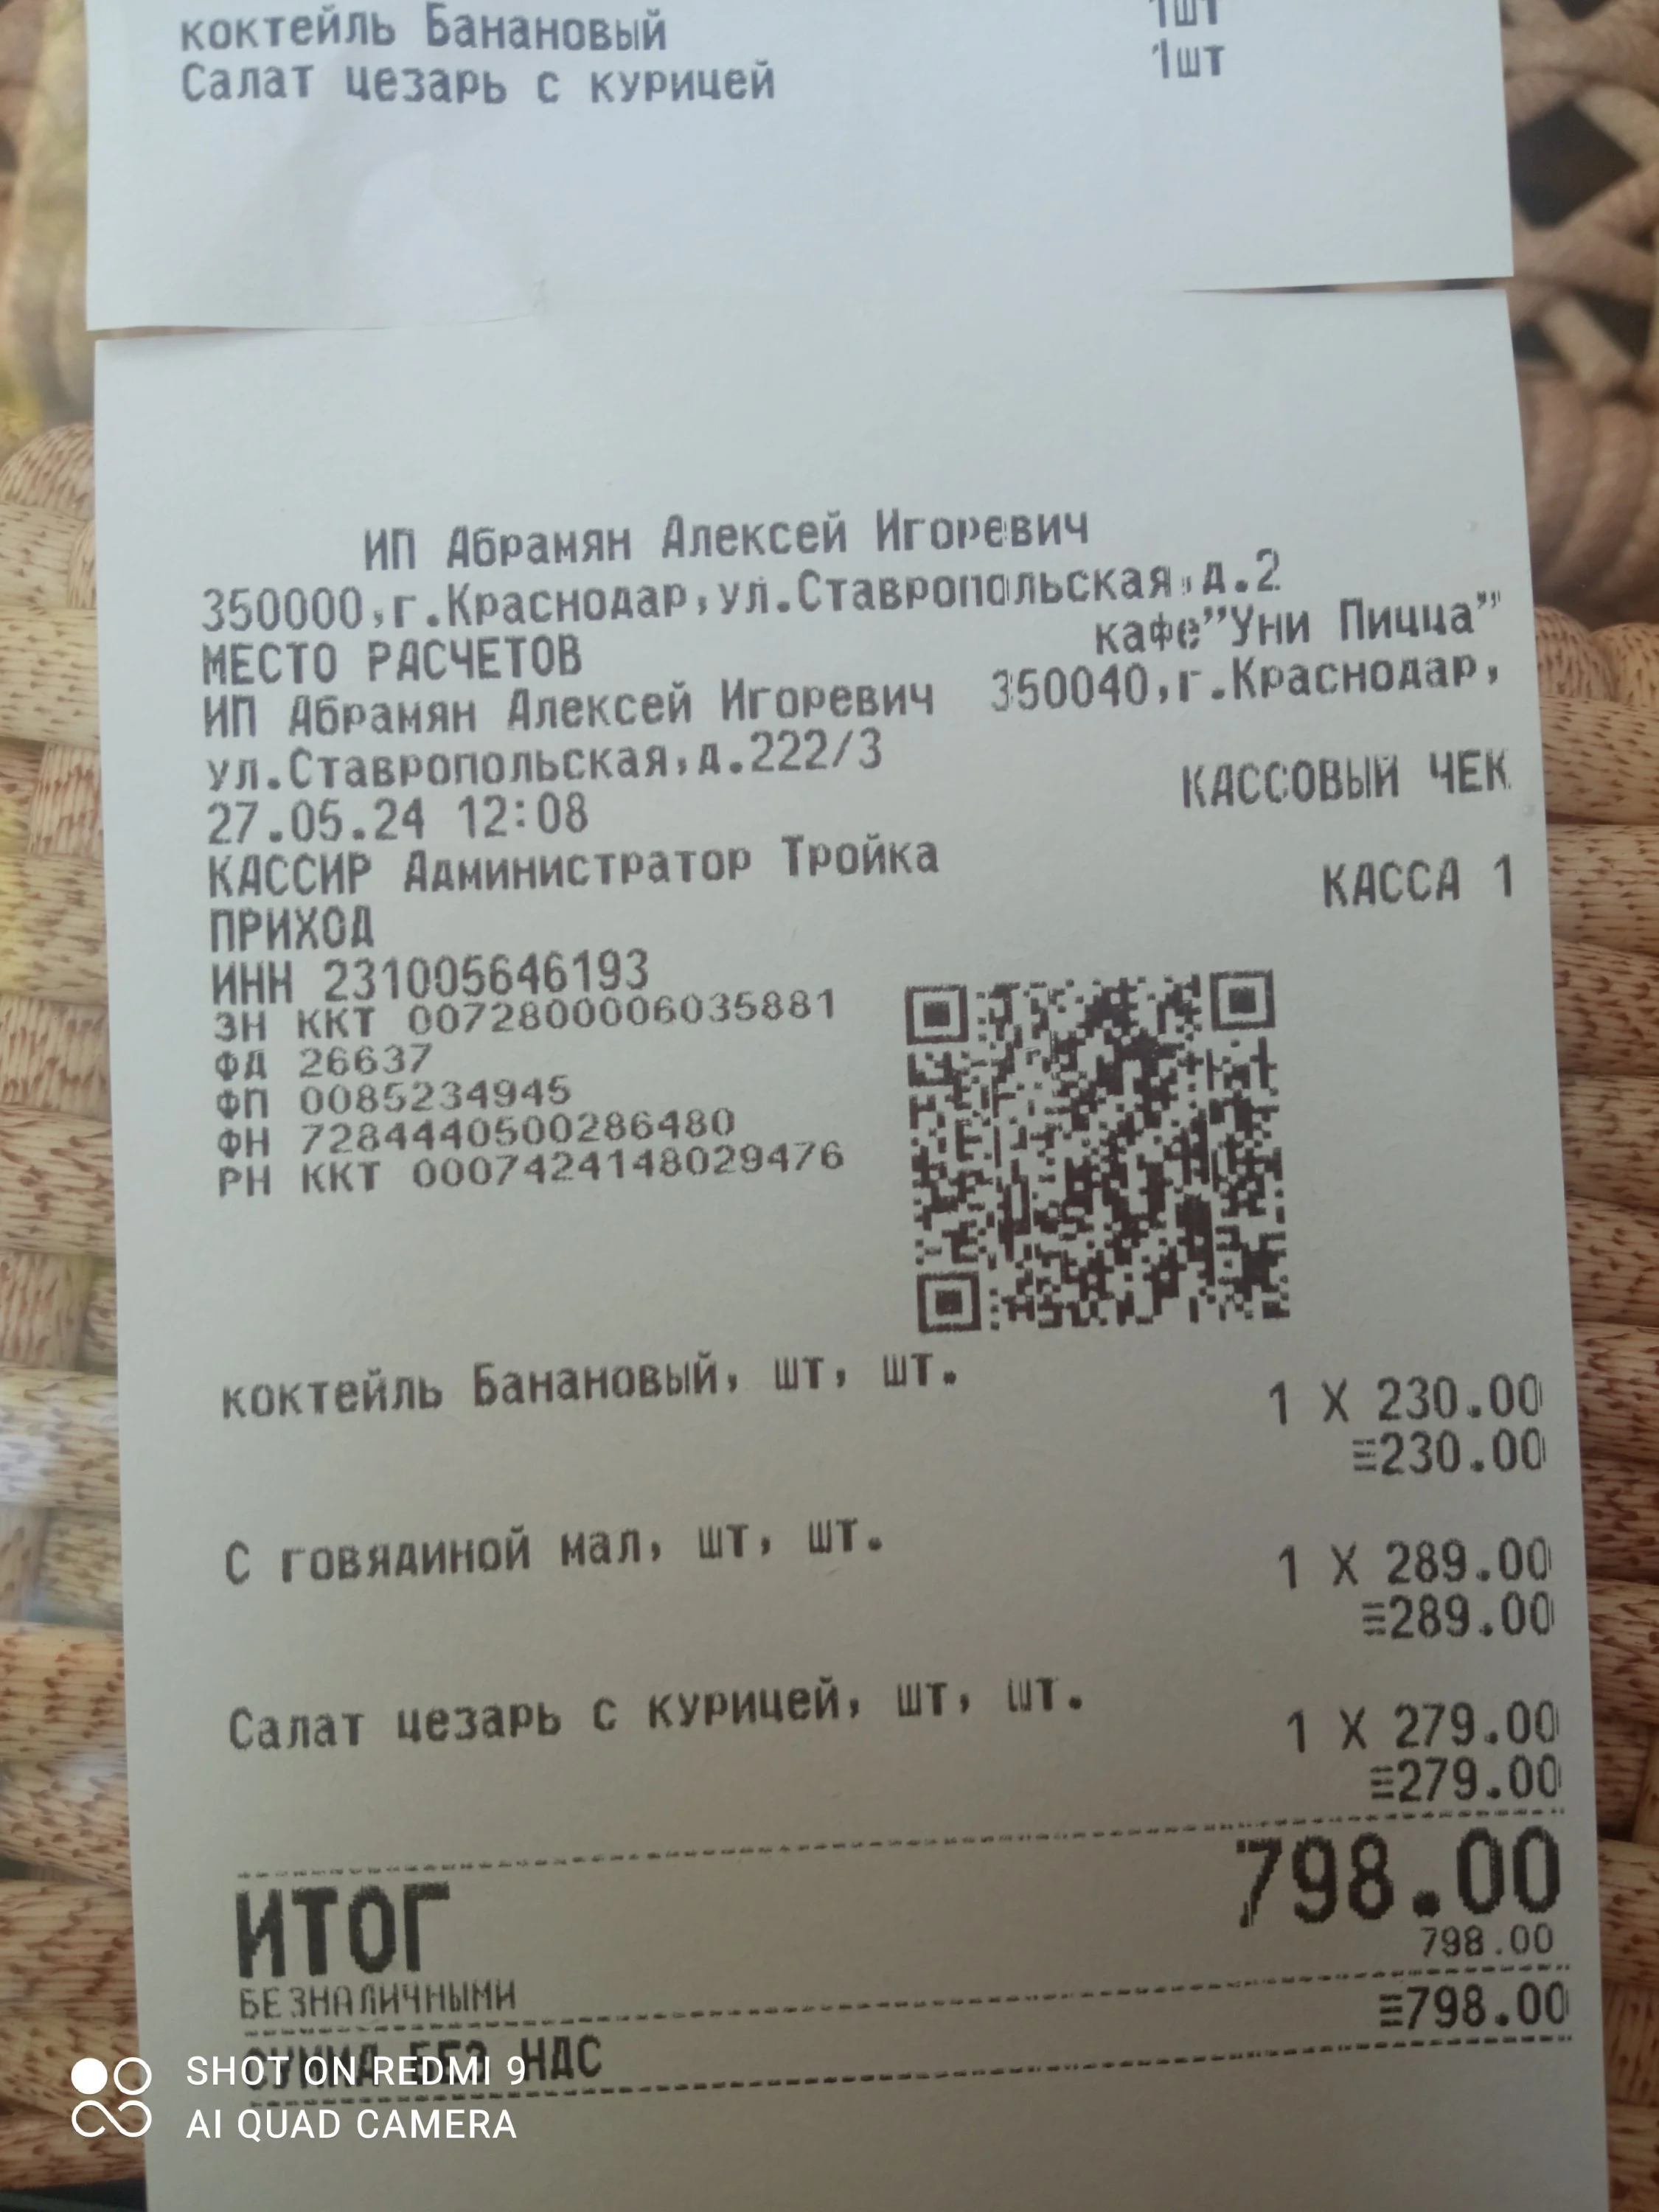 коктейль Банановый 1шт
Салат цезарь с курицей 1шт
ИП Абрамян Алексей Игоревич
350000,г.Краснодар,ул.Ставропольская,д.2
МЕСТО РАСЧЕТОВ кафе"Уни Пицца"
ИП Абрамян Алексей Игоревич 350040,г.Краснодар,
ул.Ставропольская,д.222/3
27.05.24 12:08 КАССОВЫЙ ЧЕК
КАССИР Администратор Тройка
ПРИХОД КАССА 1
ИНН 231005646193
ЗН ККТ 0072800006035881
ФД 26637
ФП 0085234945
ФН 7284440500286480
РН ККТ 0007424148029476
коктейль Банановый, шт, шт.
1 X 230.00
≡230.00
С говядиной мал, шт, шт.
1 X 289.00
≡289.00
Салат цезарь с курицей, шт, шт.
1 X 279.00
≡279.00
ИТОГ 798.00
БЕЗНАЛИЧНЫМИ 798.00
СУММА БЕЗ НДС ≡798.00
SHOT ON REDMI 9
AI QUAD CAMERA